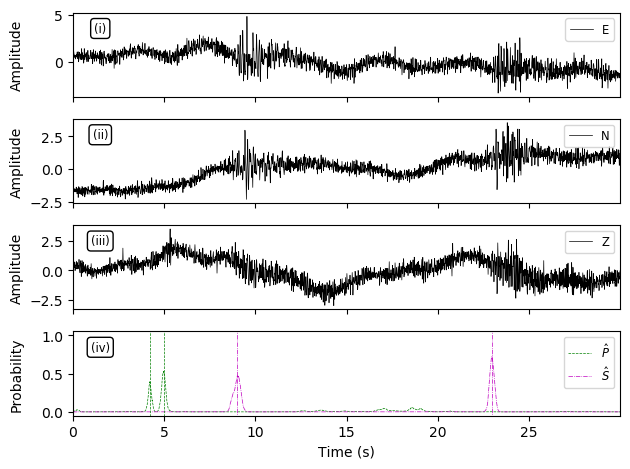 (i)
E
Amplitude
5
0
(ii)
N
Amplitude
2.5
0.0
−2.5
(iii)
Z
Amplitude
2.5
0.0
−2.5
(iv)
P̂
Ŝ
Probability
1.0
0.5
0.0
0 5 10 15 20 25
Time (s)